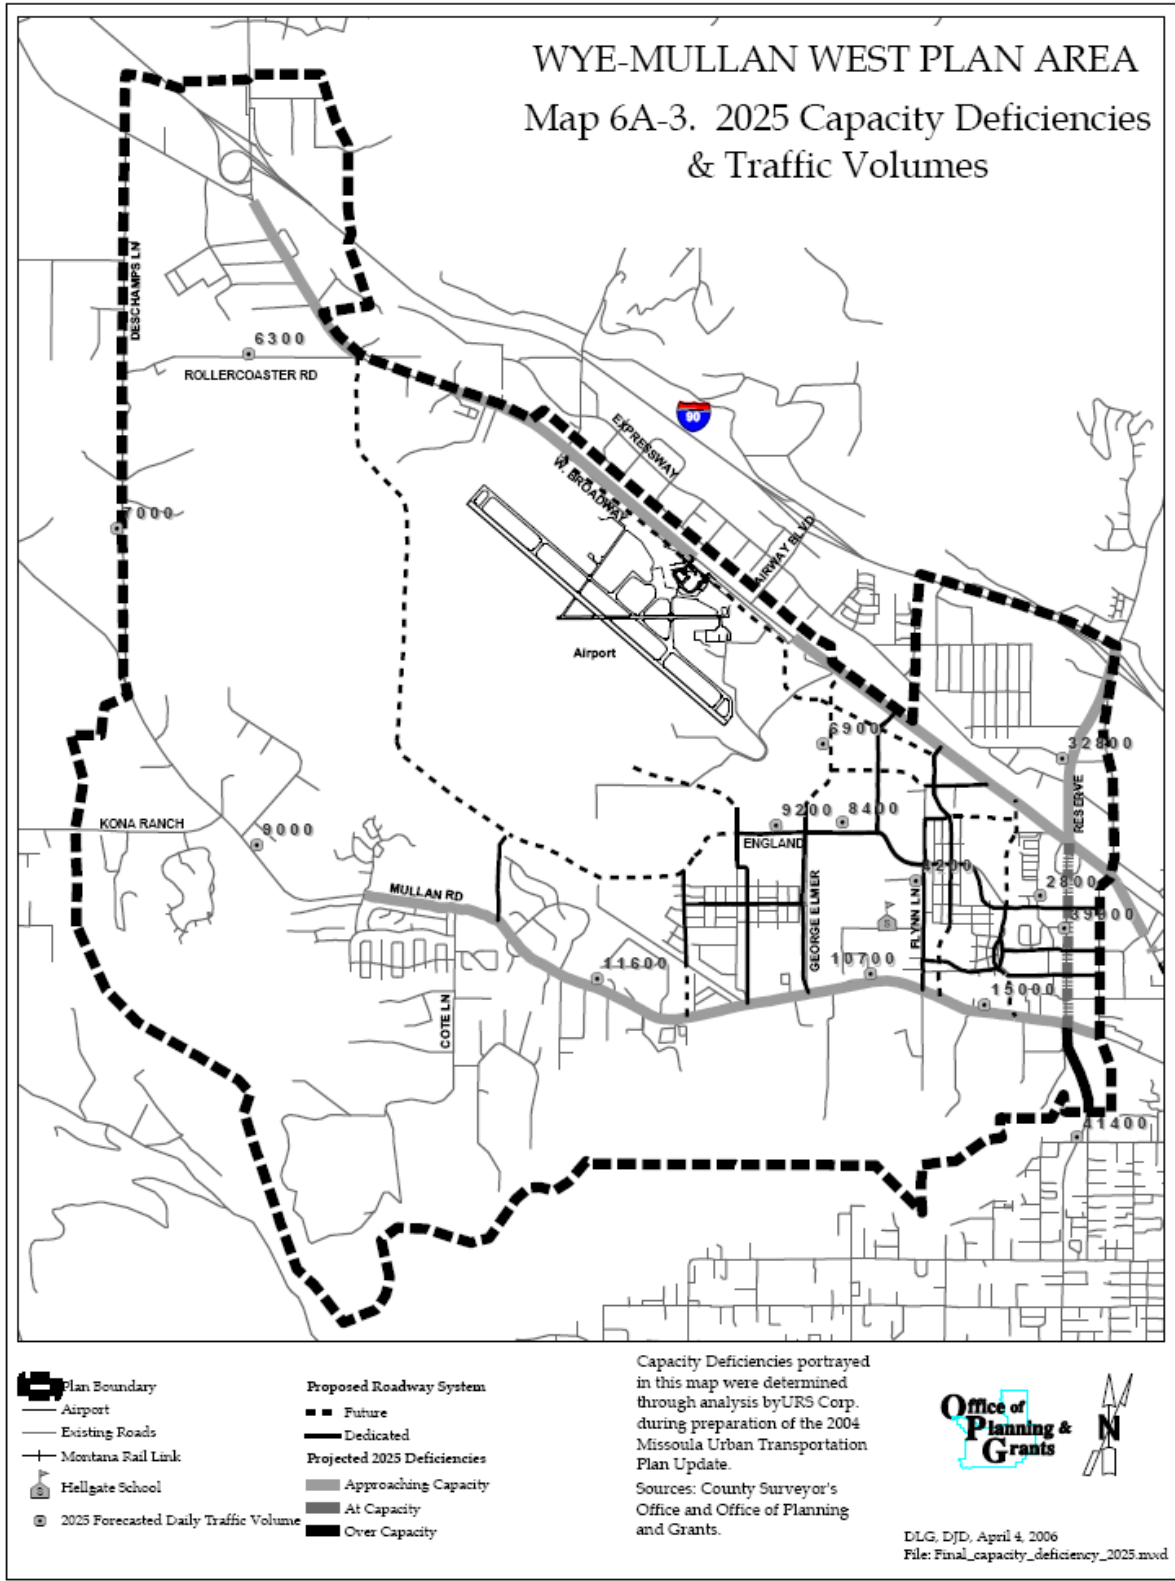 WYE-MULLAN WEST PLAN AREA
Map 6A-3. 2025 Capacity Deficiencies
& Traffic Volumes
DESCHAMPS LN
6300
ROLLERCOASTER RD
90
EXPRESSWAY
W. BROADWAY
7000
AIRWAY BLVD
Airport
6900
32800
RESERVE
KONA RANCH
9000
9200
8400
ENGLAND
4200
2800
MULLAN RD
GEORGE ELMER
FLYNN LN
S
39900
11600
10700
15000
COTE LN
41400
Plan Boundary
Airport
Existing Roads
Montana Rail Link
S
Hellgate School
2025 Forecasted Daily Traffic Volume
Proposed Roadway System
Future
Dedicated
Projected 2025 Deficiencies
Approaching Capacity
At Capacity
Over Capacity
Capacity Deficiencies portrayed
in this map were determined
through analysis byURS Corp.
during preparation of the 2004
Missoula Urban Transportation
Plan Update.
Sources: County Surveyor's
Office and Office of Planning
and Grants.
Office of
Planning &
Grants
N
DLG, DJD, April 4, 2006
File: Final_capacity_deficiency_2025.mxd